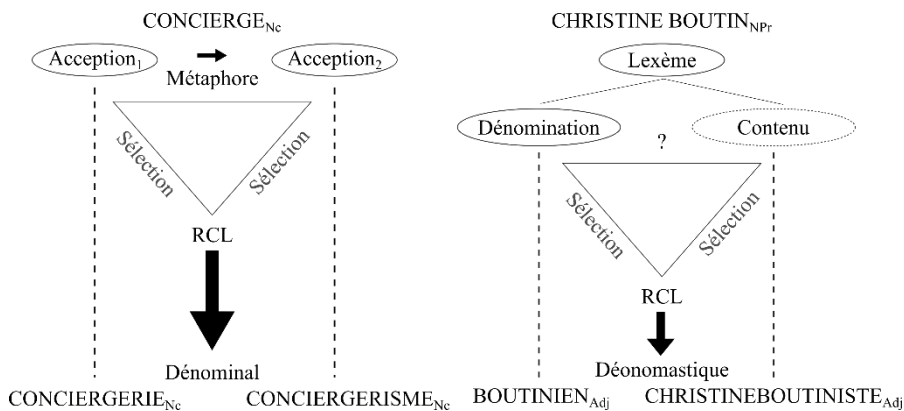 CONCIERGENc
Acception1
Métaphore
Acception2
Sélection
Sélection
RCL
Dénominal
CONCIERGERIENc
CONCIERGERISMENc
CHRISTINE BOUTINNPr
Lexème
Dénomination
?
Contenu
Sélection
Sélection
RCL
Déonomastique
BOUTINIENAdj
CHRISTINEBOUTINISTEAdj